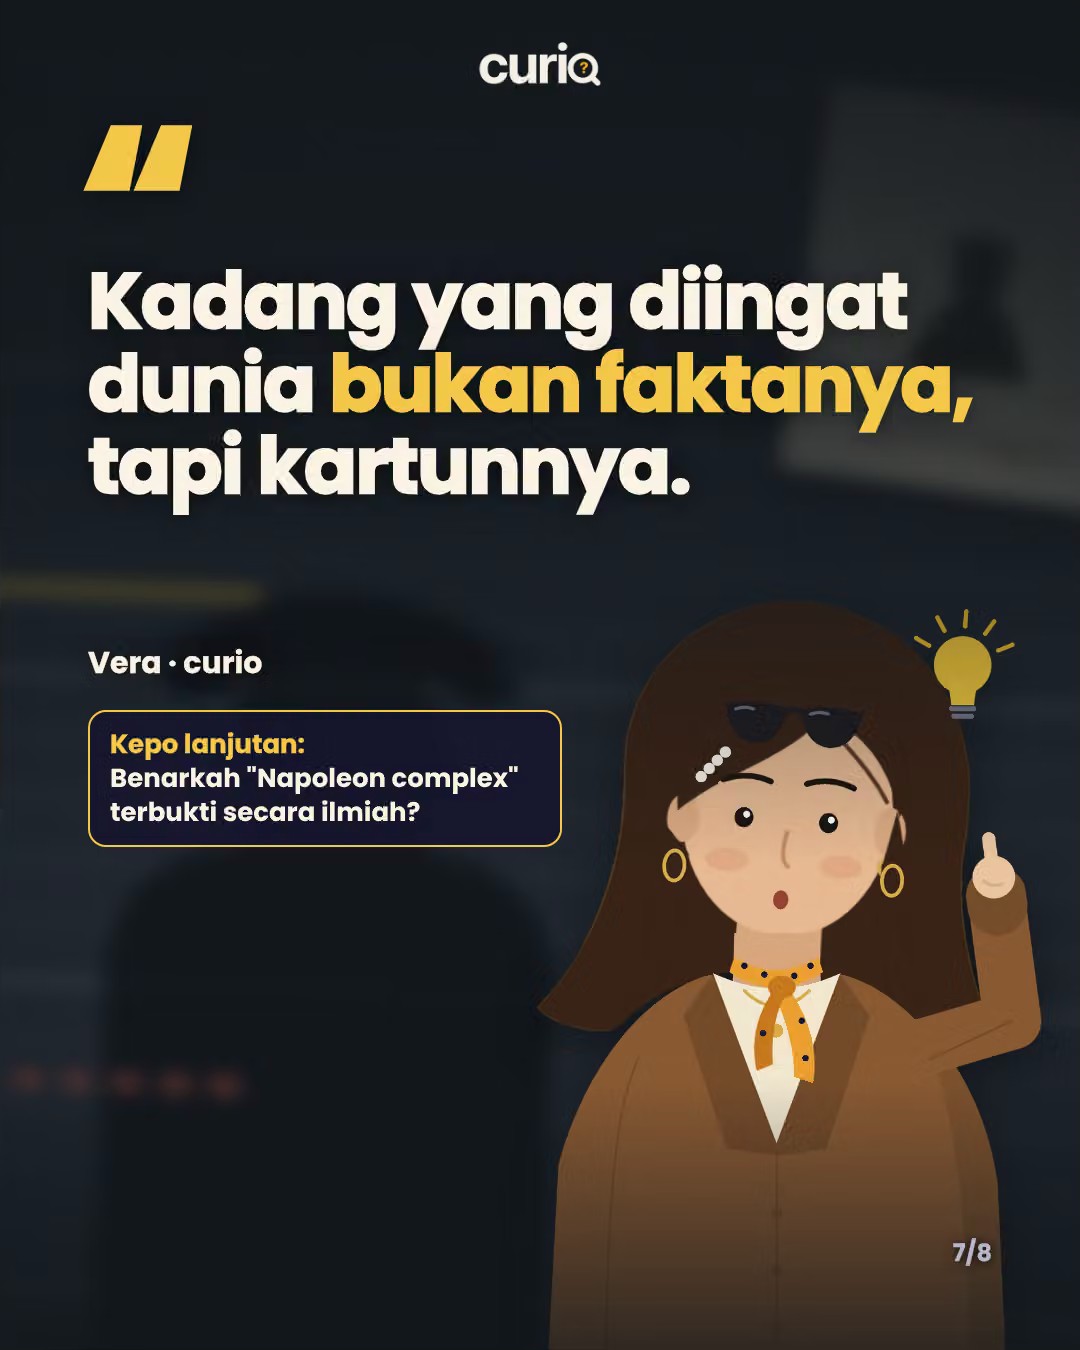 curio
Kadang yang diingat
dunia bukan faktanya,
tapi kartunnya.
Vera · curio
Kepo lanjutan:
Benarkah "Napoleon complex"
terbukti secara ilmiah?
7/8